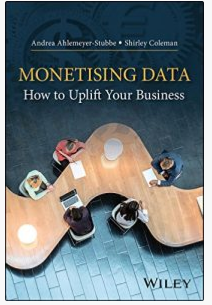 Andrea Ahlemeyer-Stubbe • Shirley Coleman
MONETISING DATA
How to Uplift Your Business
WILEY